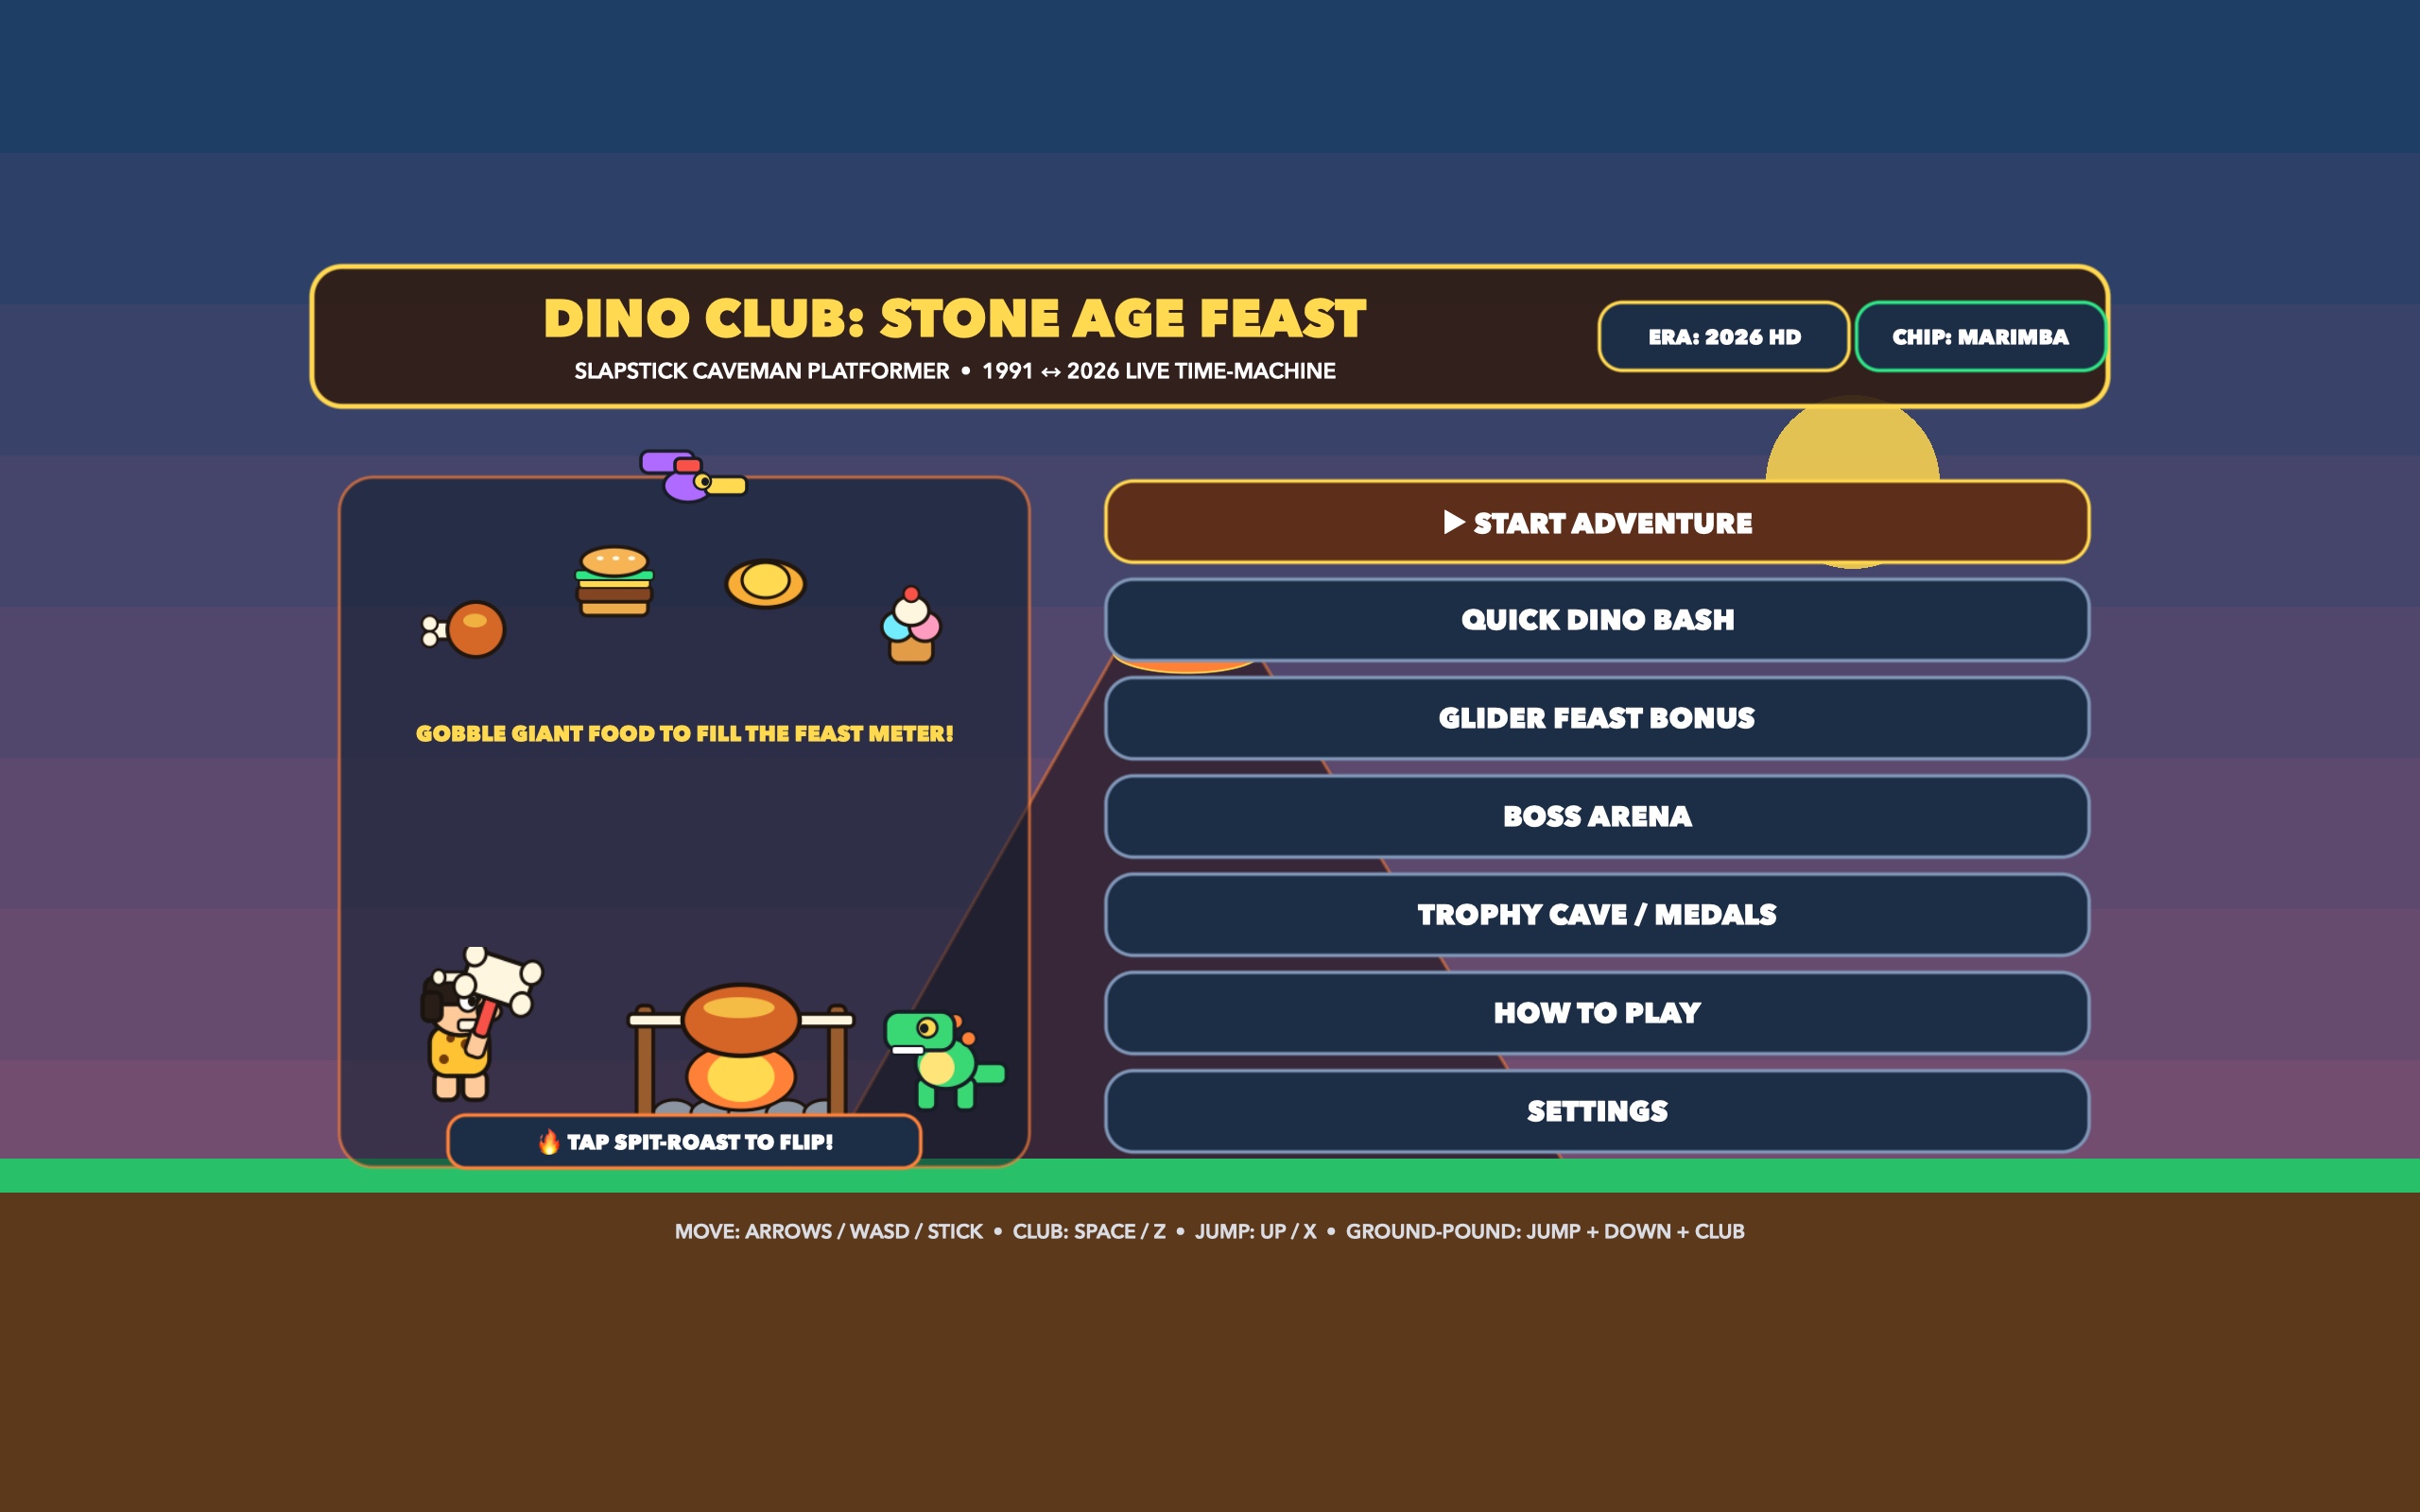 DINO CLUB: STONE AGE FEAST
SLAPSTICK CAVEMAN PLATFORMER • 1991 ↔ 2026 LIVE TIME-MACHINE
ERA: 2026 HD
CHIP: MARIMBA
GOBBLE GIANT FOOD TO FILL THE FEAST METER!
🔥 TAP SPIT-ROAST TO FLIP!
▶ START ADVENTURE
QUICK DINO BASH
GLIDER FEAST BONUS
BOSS ARENA
TROPHY CAVE / MEDALS
HOW TO PLAY
SETTINGS
MOVE: ARROWS / WASD / STICK • CLUB: SPACE / Z • JUMP: UP / X • GROUND-POUND: JUMP + DOWN + CLUB